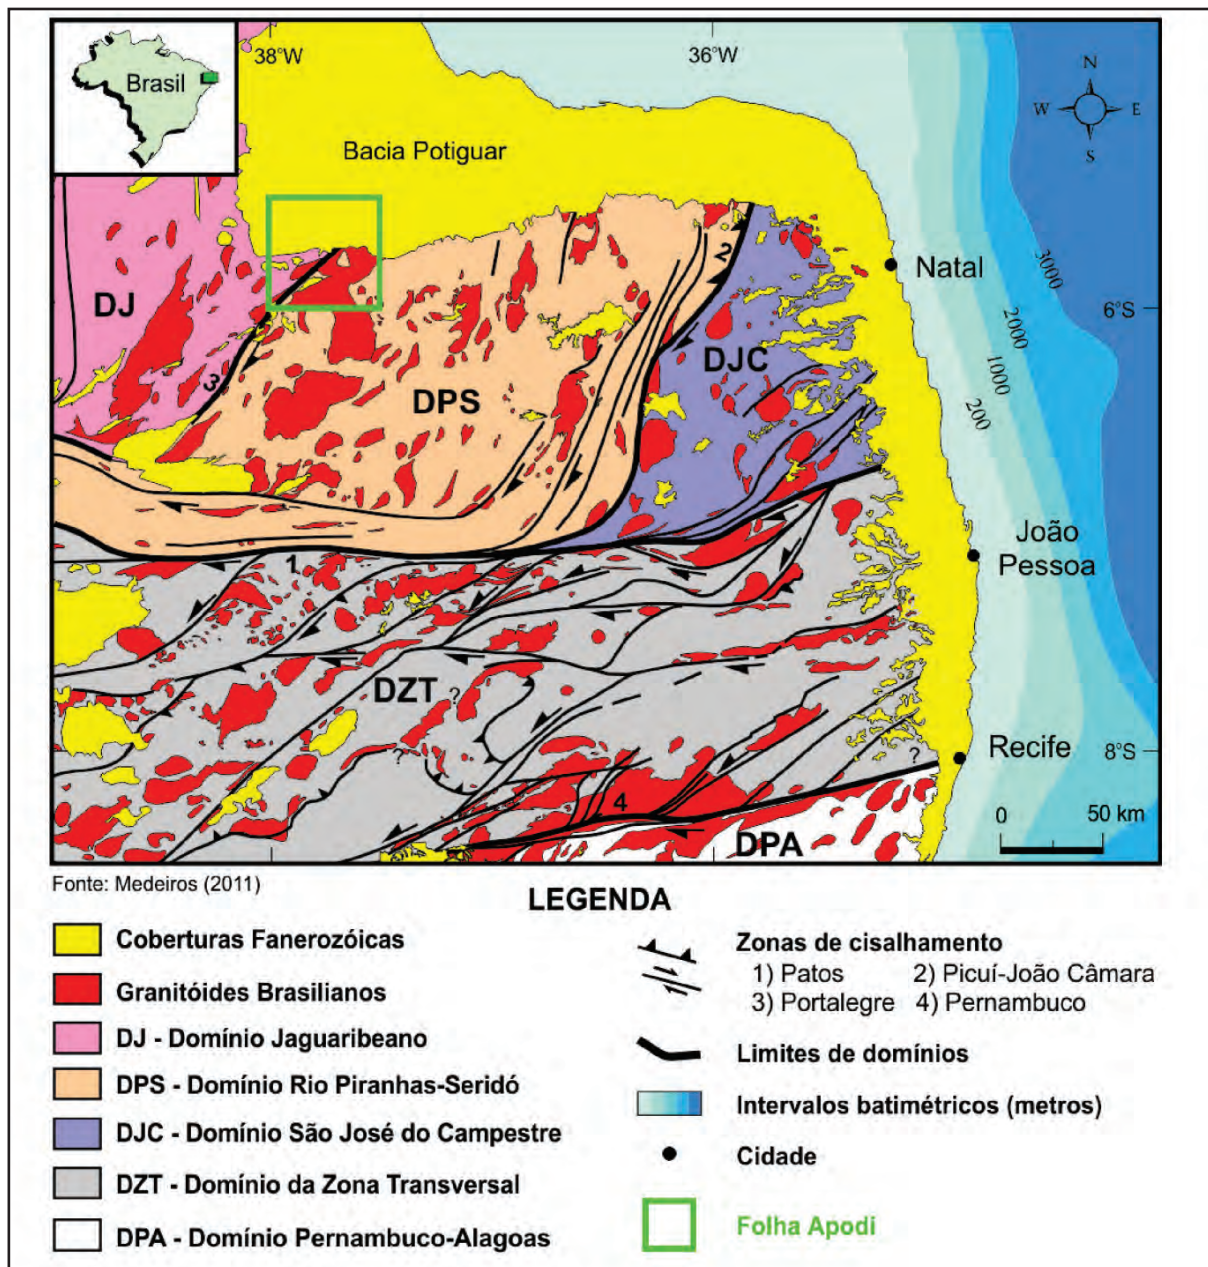 Brasil
38°W
36°W
N
W E
S
Bacia Potiguar
Natal
3000
2000
1000
200
6°S
DJ
3
DPS
2
DJC
João
Pessoa
1
DZT
?
?
?
Recife
8°S
4
DPA
0 50 km
Fonte: Medeiros (2011)
LEGENDA
Coberturas Fanerozóicas
Granitóides Brasilianos
DJ - Domínio Jaguaribeano
DPS - Domínio Rio Piranhas-Seridó
DJC - Domínio São José do Campestre
DZT - Domínio da Zona Transversal
DPA - Domínio Pernambuco-Alagoas
Zonas de cisalhamento
1) Patos 2) Picuí-João Câmara
3) Portalegre 4) Pernambuco
Limites de domínios
Intervalos batimétricos (metros)
Cidade
Folha Apodi